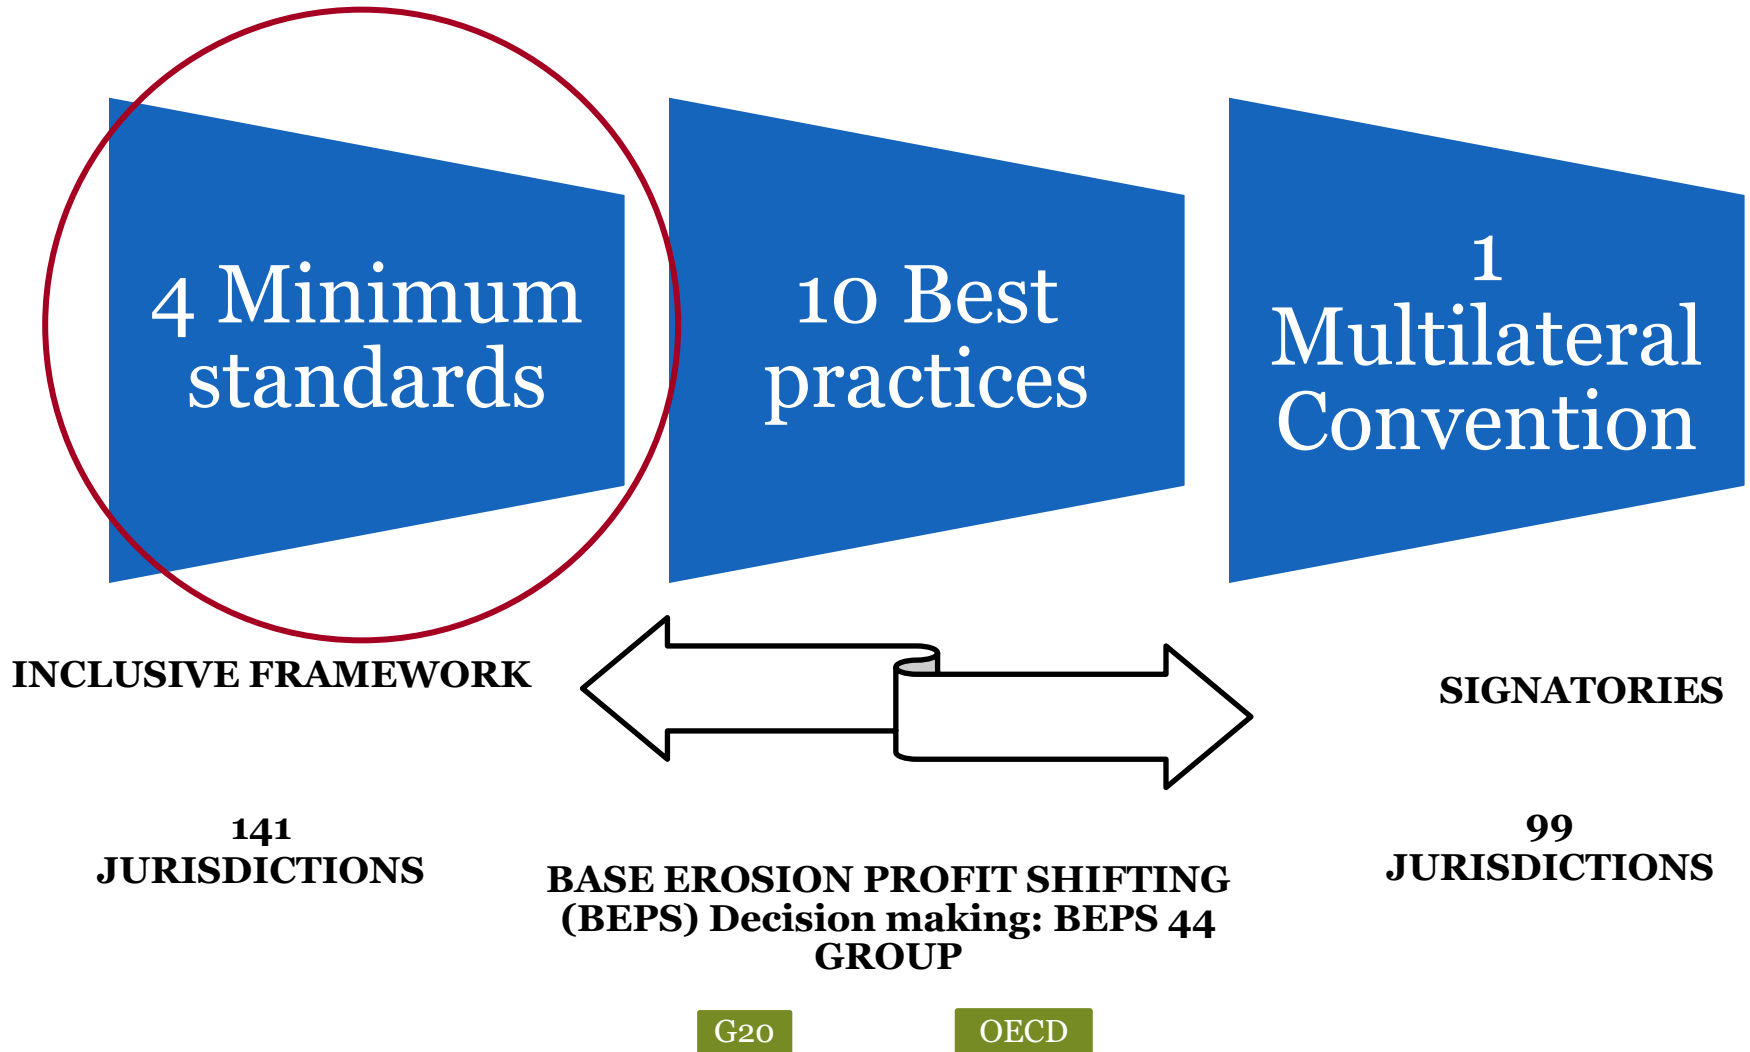 4 Minimum
standards
10 Best
practices
1
Multilateral
Convention
INCLUSIVE FRAMEWORK
SIGNATORIES
141
JURISDICTIONS
99
JURISDICTIONS
BASE EROSION PROFIT SHIFTING
(BEPS) Decision making: BEPS 44
GROUP
G20
OECD